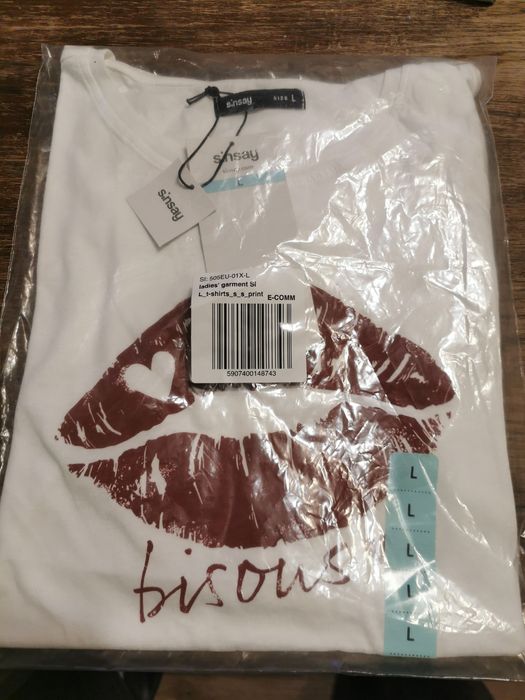 sinsay SIZE L
sinsay
L
sinsay
SI: 505EU-01X-L
ladies' garment SI
L_t-shirts_s_s_print E-COMM
5907400148743
bisous
L
L
L
L
L